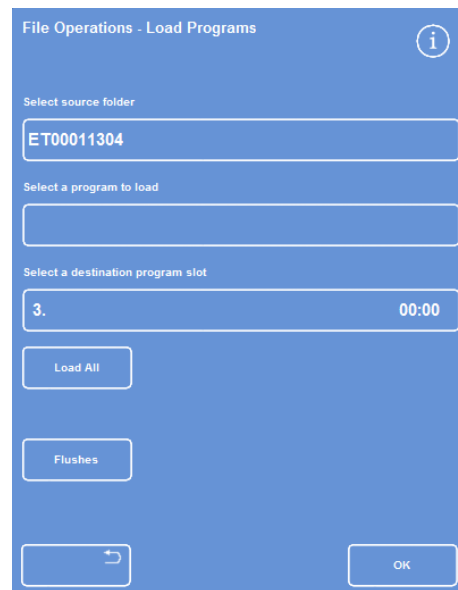 File Operations - Load Programs
i
Select source folder
ET00011304
Select a program to load
Select a destination program slot
3. 00:00
Load All
Flushes
OK